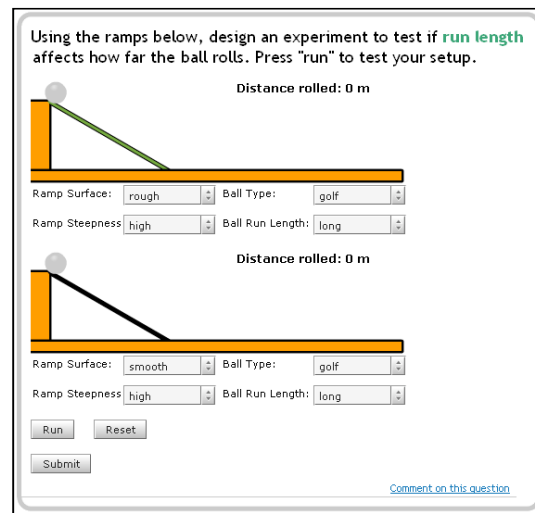 Using the ramps below, design an experiment to test if run length
affects how far the ball rolls. Press "run" to test your setup.
Distance rolled: 0 m
Ramp Surface: rough Ball Type: golf
Ramp Steepness high Ball Run Length: long
Distance rolled: 0 m
Ramp Surface: smooth Ball Type: golf
Ramp Steepness high Ball Run Length: long
Run Reset
Submit
Comment on this question